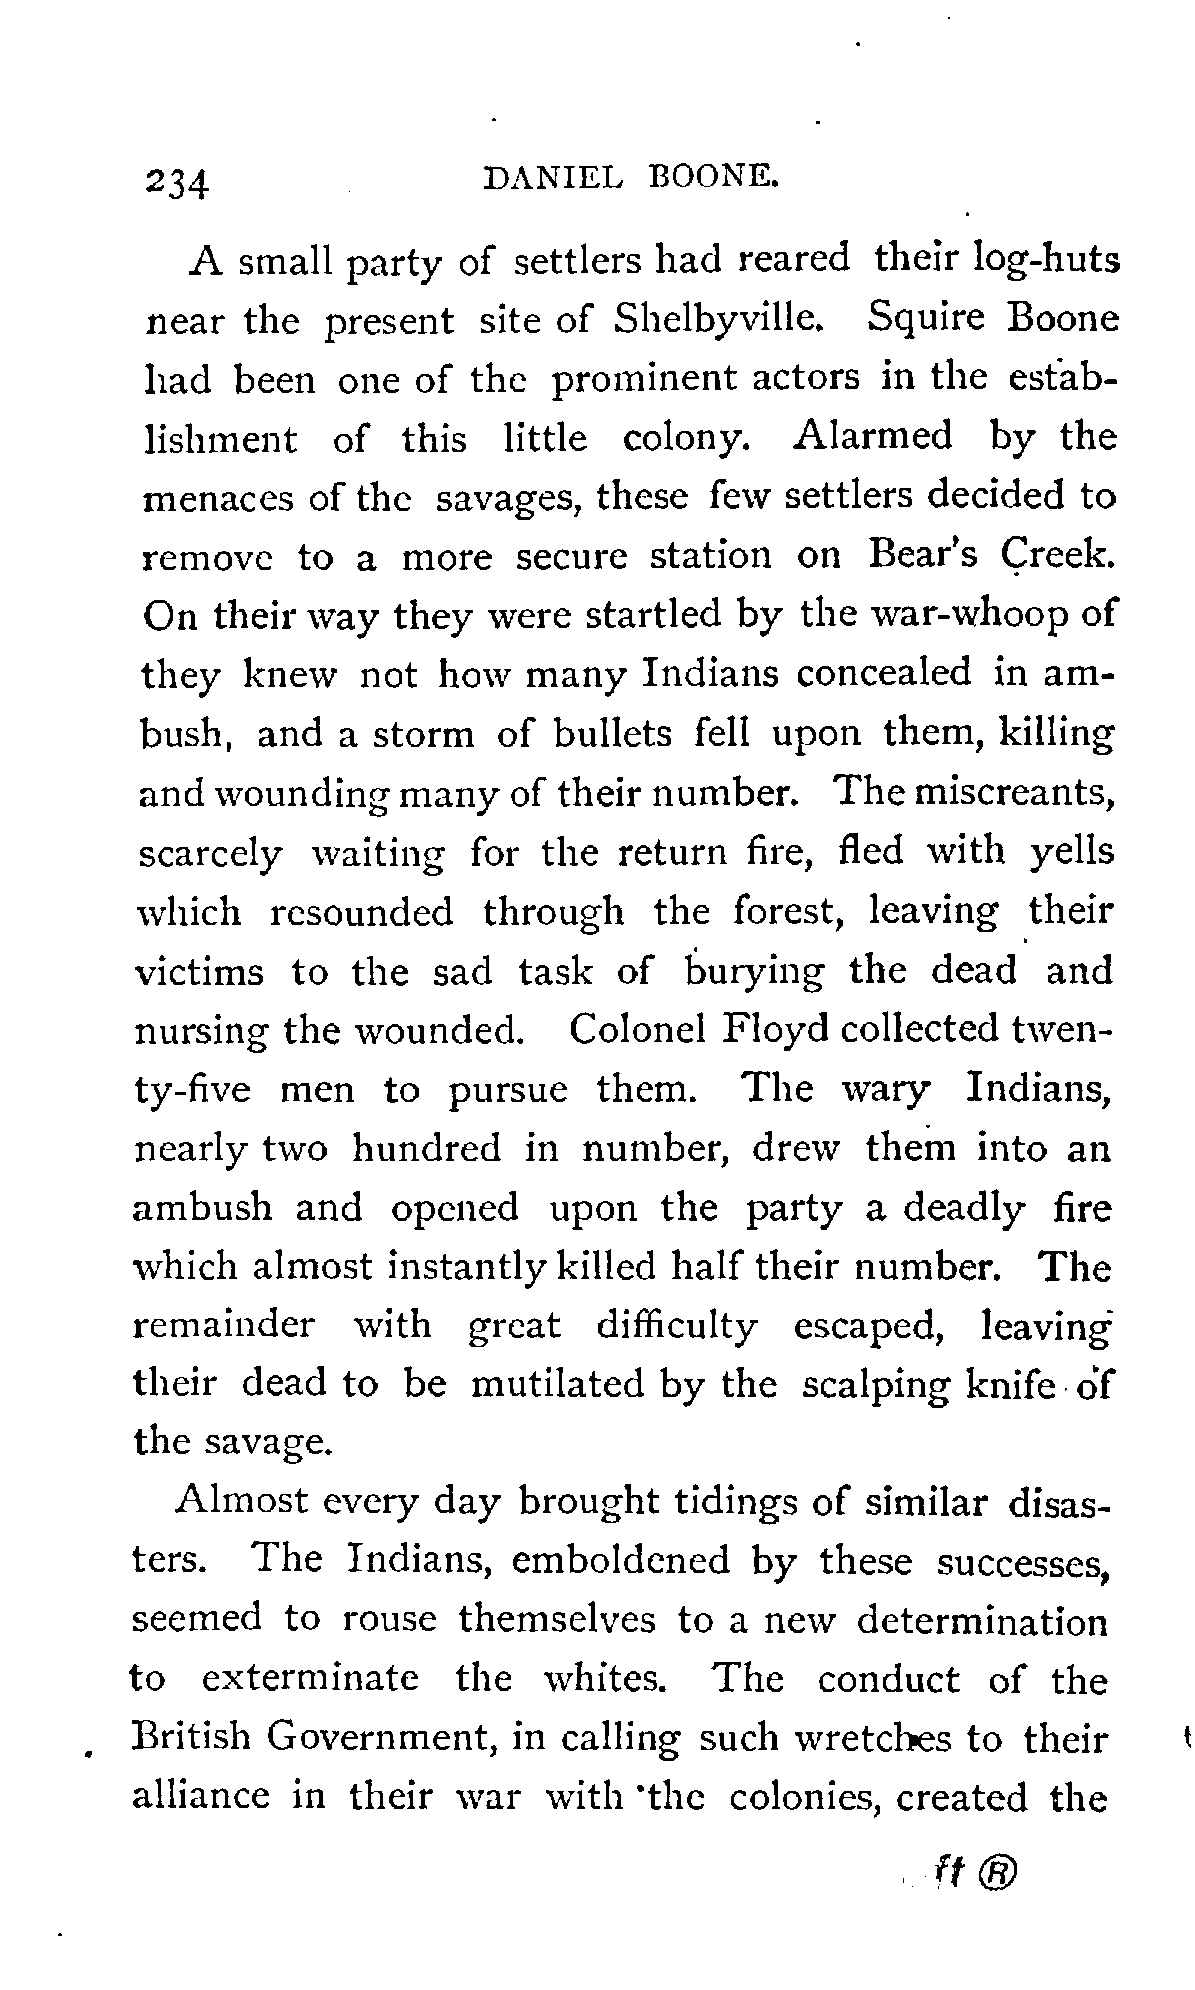 234 DANIEL BOONE.
A small party of settlers had reared their log-huts
near the present site of Shelbyville. Squire Boone
had been one of the prominent actors in the estab-
lishment of this little colony. Alarmed by the
menaces of the savages, these few settlers decided to
remove to a more secure station on Bear's Creek.
On their way they were startled by the war-whoop of
they knew not how many Indians concealed in am-
bush, and a storm of bullets fell upon them, killing
and wounding many of their number. The miscreants,
scarcely waiting for the return fire, fled with yells
which resounded through the forest, leaving their
victims to the sad task of burying the dead and
nursing the wounded. Colonel Floyd collected twen-
ty-five men to pursue them. The wary Indians,
nearly two hundred in number, drew them into an
ambush and opened upon the party a deadly fire
which almost instantly killed half their number. The
remainder with great difficulty escaped, leaving
their dead to be mutilated by the scalping knife of
the savage.
Almost every day brought tidings of similar disas-
ters. The Indians, emboldened by these successes,
seemed to rouse themselves to a new determination
to exterminate the whites. The conduct of the
British Government, in calling such wretches to their
alliance in their war with the colonies, created the
ft ®